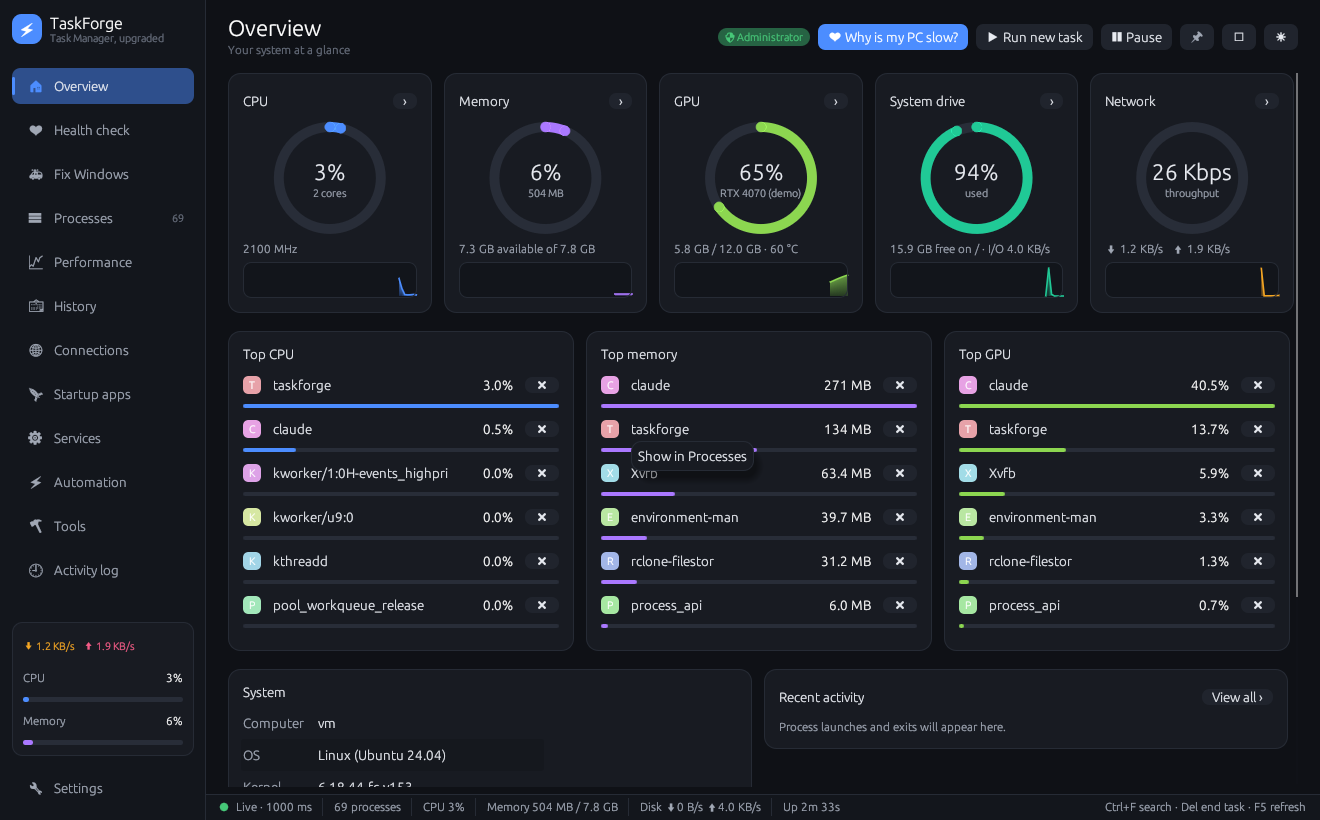 TaskForge
Task Manager, upgraded
Overview
Health check
Fix Windows
Processes 69
Performance
History
Connections
Startup apps
Services
Automation
Tools
Activity log
1.2 KB/s 1.9 KB/s
CPU 3%
Memory 6%
Settings
Overview
Your system at a glance
Administrator
Why is my PC slow?
Run new task
Pause
CPU
3%
2 cores
2100 MHz
Memory
6%
504 MB
7.3 GB available of 7.8 GB
GPU
65%
RTX 4070 (demo)
5.8 GB / 12.0 GB · 60 °C
System drive
94%
used
15.9 GB free on / · I/O 4.0 KB/s
Network
26 Kbps
throughput
1.2 KB/s 1.9 KB/s
Top CPU
T taskforge 3.0%
C claude 0.5%
K kworker/1:0H-events_highpri 0.0%
K kworker/u9:0 0.0%
K kthreadd 0.0%
P pool_workqueue_release 0.0%
Top memory
C claude 271 MB
T taskforge 134 MB
Show in Processes
X Xvfb 63.4 MB
E environment-man 39.7 MB
R rclone-filestor 31.2 MB
P process_api 6.0 MB
Top GPU
C claude 40.5%
T taskforge 13.7%
X Xvfb 5.9%
E environment-man 3.3%
R rclone-filestor 1.3%
P process_api 0.7%
System
Computer vm
OS Linux (Ubuntu 24.04)
Kernel
Recent activity
View all ›
Process launches and exits will appear here.
Live · 1000 ms
69 processes
CPU 3%
Memory 504 MB / 7.8 GB
Disk 0 B/s 4.0 KB/s
Up 2m 33s
Ctrl+F search · Del end task · F5 refresh